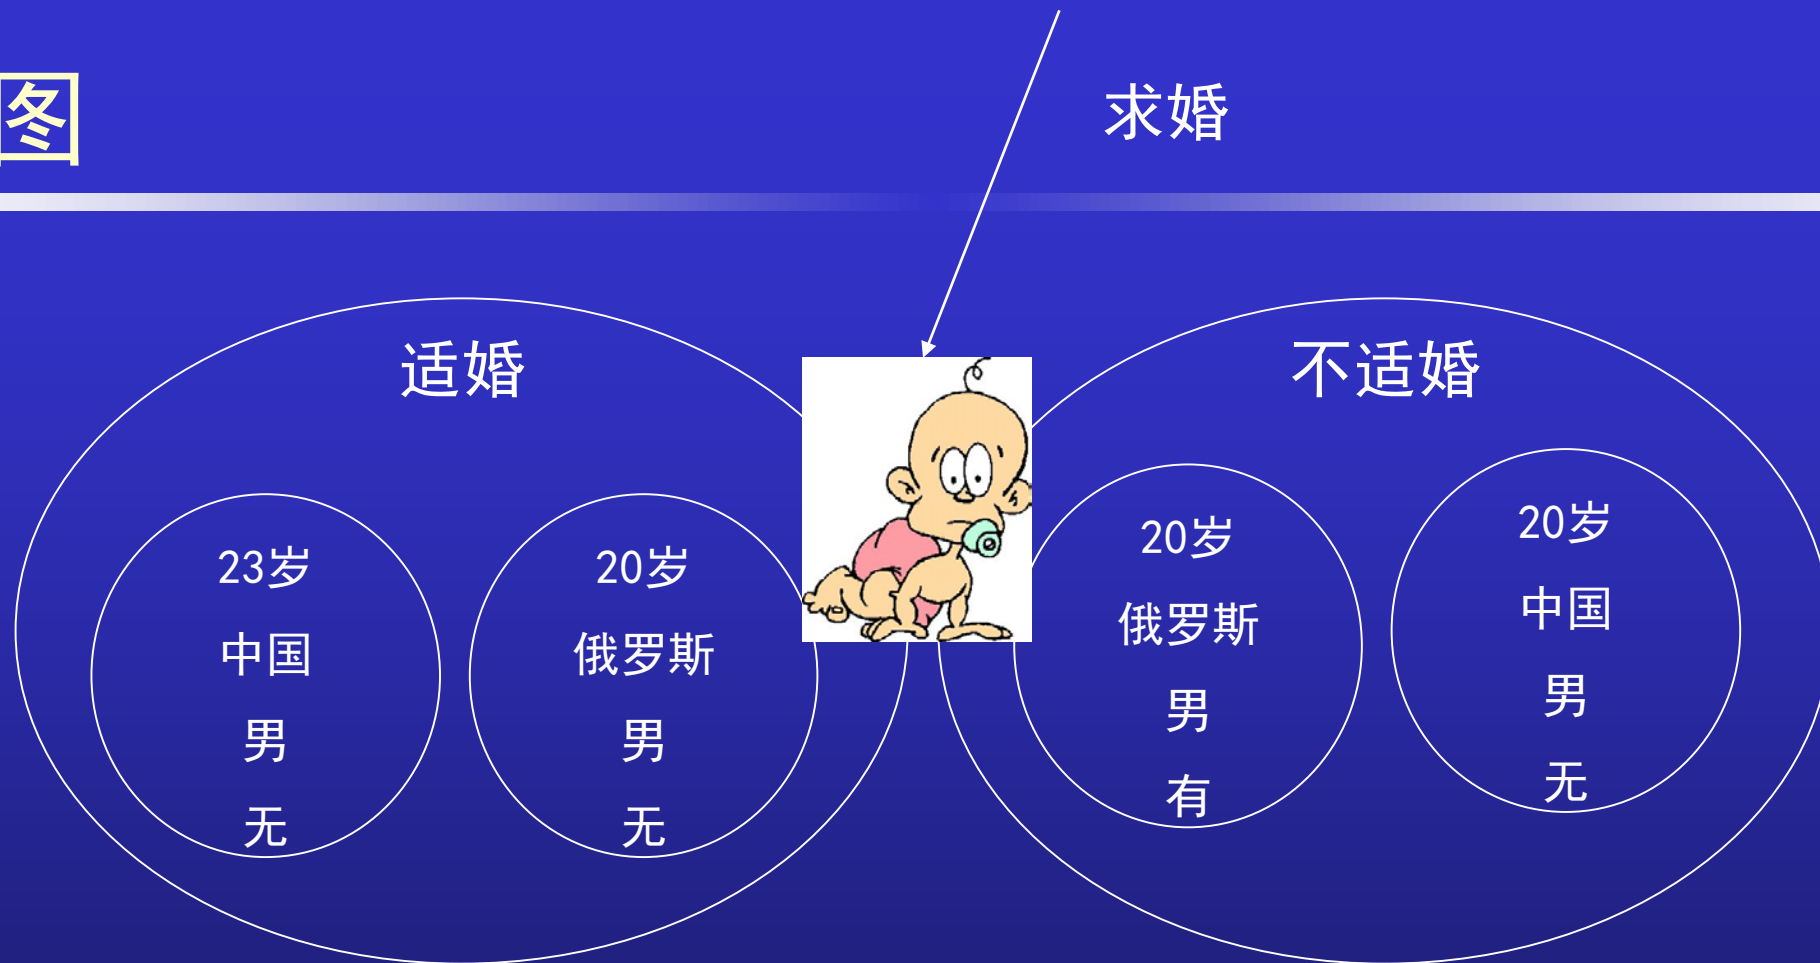 图
求婚
适婚
不适婚
23岁
中国
男
无
20岁
俄罗斯
男
无
20岁
俄罗斯
男
有
20岁
中国
男
无